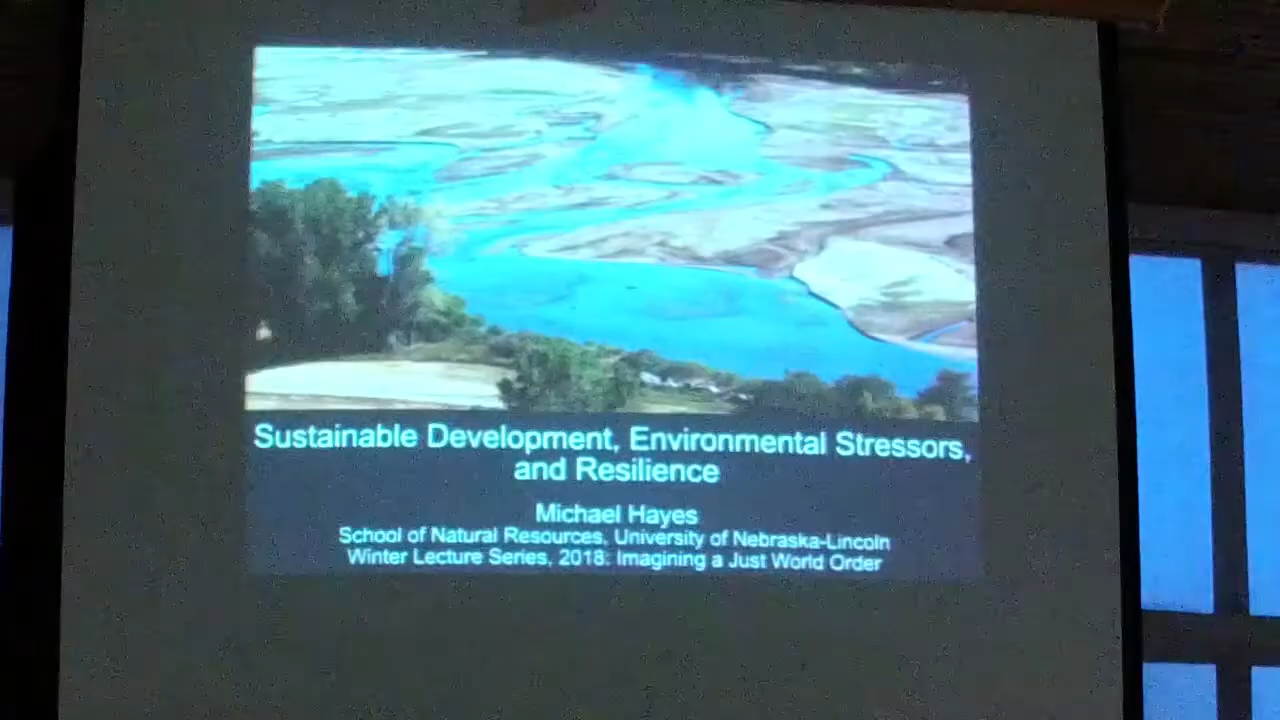 Sustainable Development, Environmental Stressors,
and Resilience
Michael Hayes
School of Natural Resources, University of Nebraska-Lincoln
Winter Lecture Series, 2018: Imagining a Just World Order